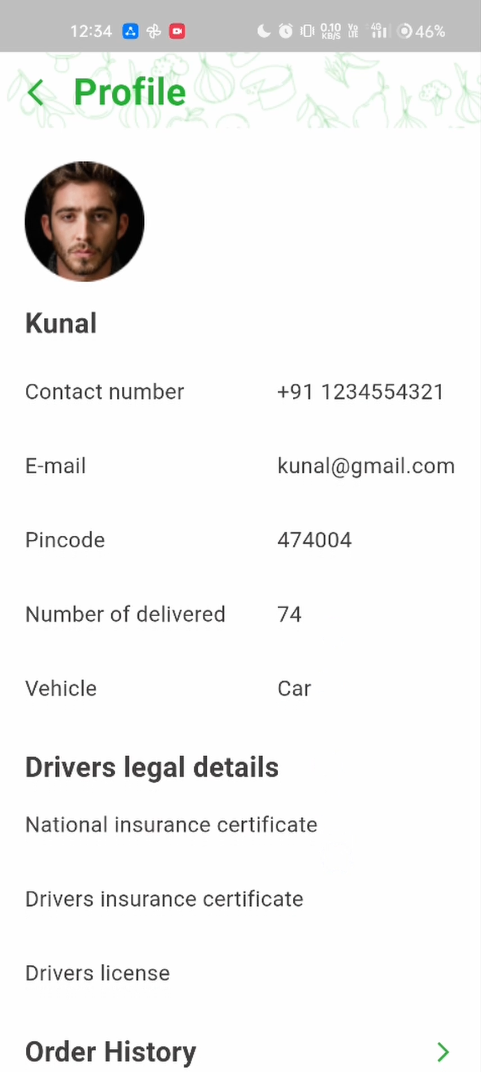 12:34 0.10 KB/S Vo LTE 4G 46%
Profile
Kunal
Contact number +91 1234554321
E-mail kunal@gmail.com
Pincode 474004
Number of delivered 74
Vehicle Car
Drivers legal details
National insurance certificate
Drivers insurance certificate
Drivers license
Order History